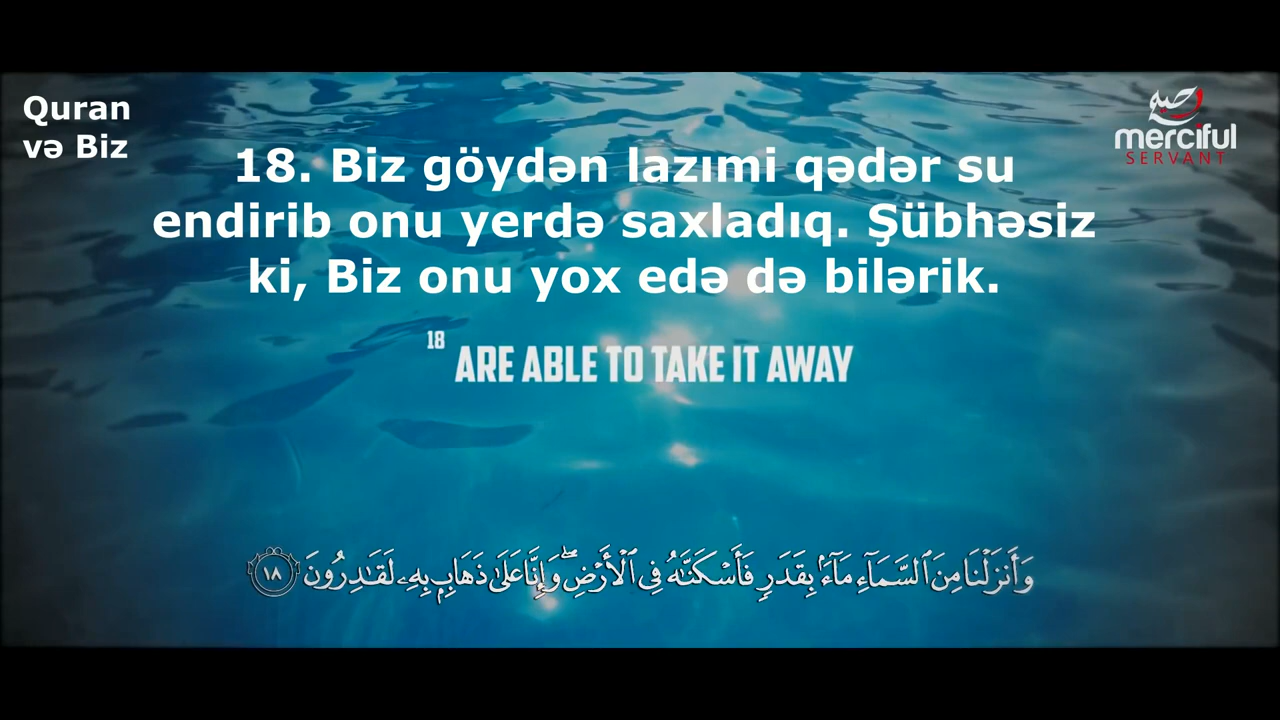 Quran
və Biz
رحيم
merciful
SERVANT
18. Biz göydən lazımi qədər su
endirib onu yerdə saxladıq. Şübhəsiz
ki, Biz onu yox edə də bilərik.
18 ARE ABLE TO TAKE IT AWAY
وَأَنزَلْنَا مِنَ ٱلسَّمَآءِ مَآءًۢ بِقَدَرٍ فَأَسْكَنَّٰهُ فِى ٱلْأَرْضِ ۖ وَإِنَّا عَلَىٰ ذَهَابٍۭ بِهِۦ لَقَٰدِرُونَ ١٨